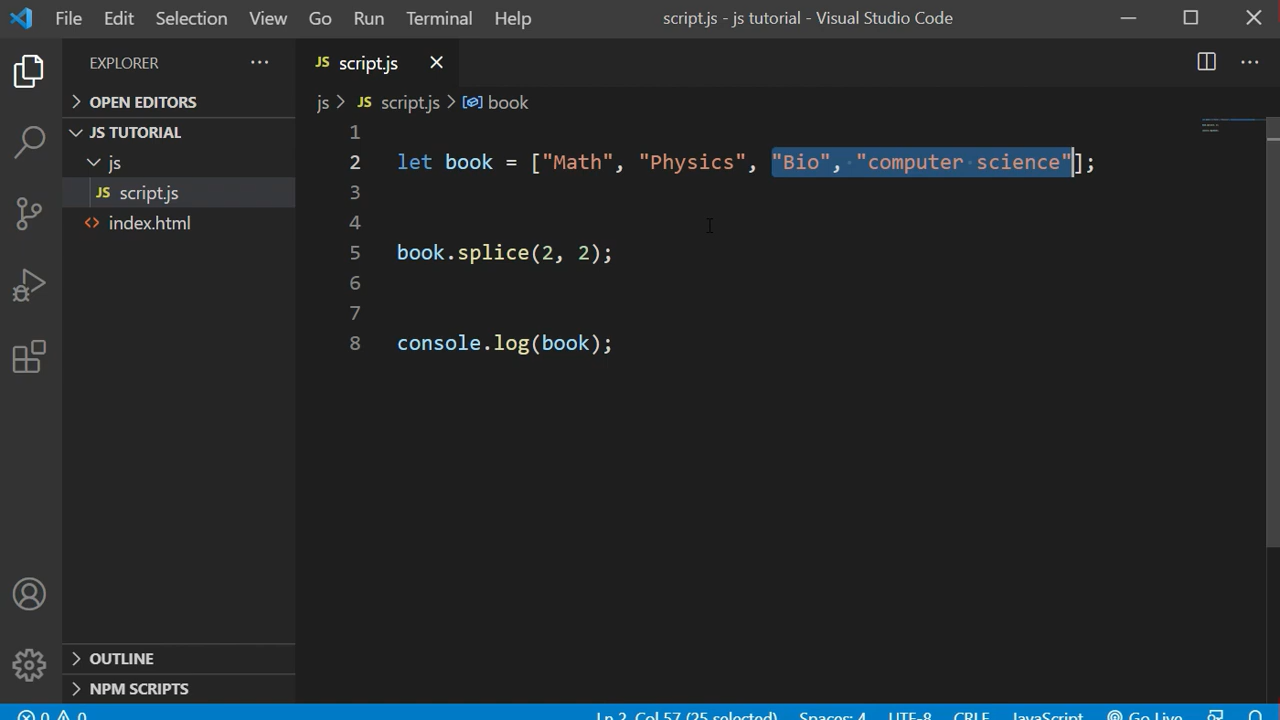 File Edit Selection View Go Run Terminal Help script.js - js tutorial - Visual Studio Code
EXPLORER ···
OPEN EDITORS
JS TUTORIAL
js
JS script.js
<> index.html
OUTLINE
NPM SCRIPTS
JS script.js
js > JS script.js > book
1
2 let book = ["Math", "Physics", "Bio", "computer science"];
3
4
5 book.splice(2, 2);
6
7
8 console.log(book);
0 0 Ln 2, Col 57 (25 selected) Spaces: 4 UTF-8 CRLF JavaScript Go Live